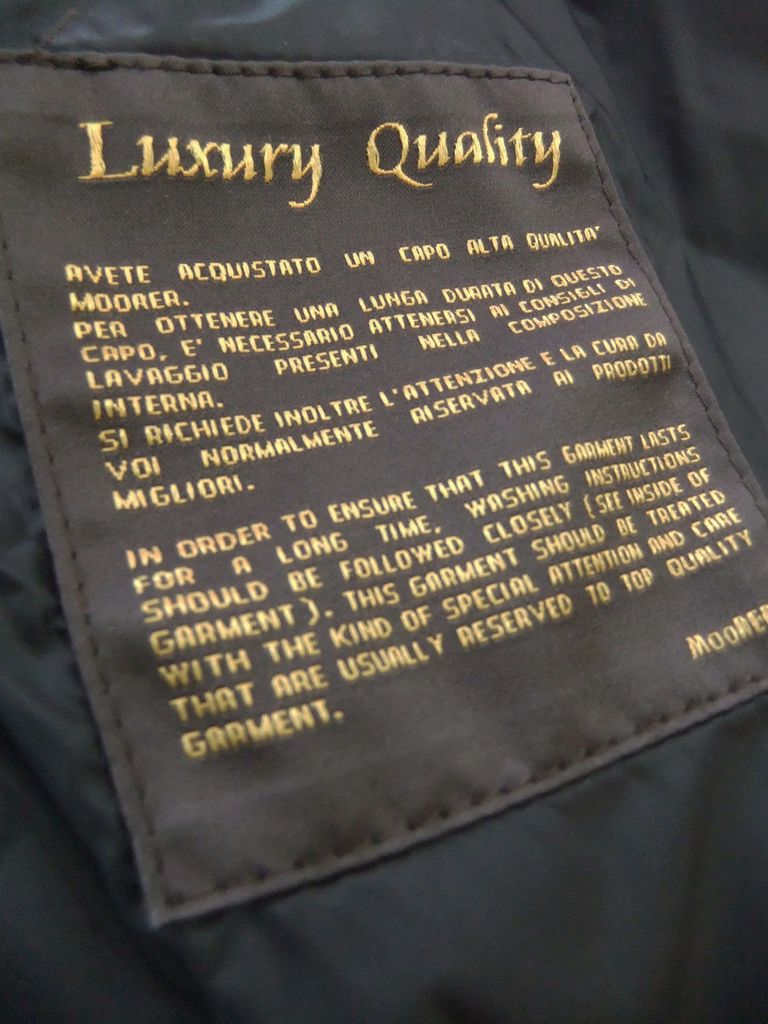 Luxury Quality
AVETE ACQUISTATO UN CAPO ALTA QUALITA'
MOORER.
PER OTTENERE UNA LUNGA DURATA DI QUESTO
CAPO, E' NECESSARIO ATTENERSI AI CONSIGLI DI
LAVAGGIO PRESENTI NELLA COMPOSIZIONE
INTERNA.
SI RICHIEDE INOLTRE L'ATTENZIONE E LA CURA DA
VOI NORMALMENTE RISERVATA AI PRODOTTI
MIGLIORI.
IN ORDER TO ENSURE THAT THIS GARMENT LASTS
FOR A LONG TIME, WASHING INSTRUCTIONS
SHOULD BE FOLLOWED CLOSELY (SEE INSIDE OF
GARMENT). THIS GARMENT SHOULD BE TREATED
WITH THE KIND OF SPECIAL ATTENTION AND CARE
THAT ARE USUALLY RESERVED TO TOP QUALITY
GARMENT.
MOORER